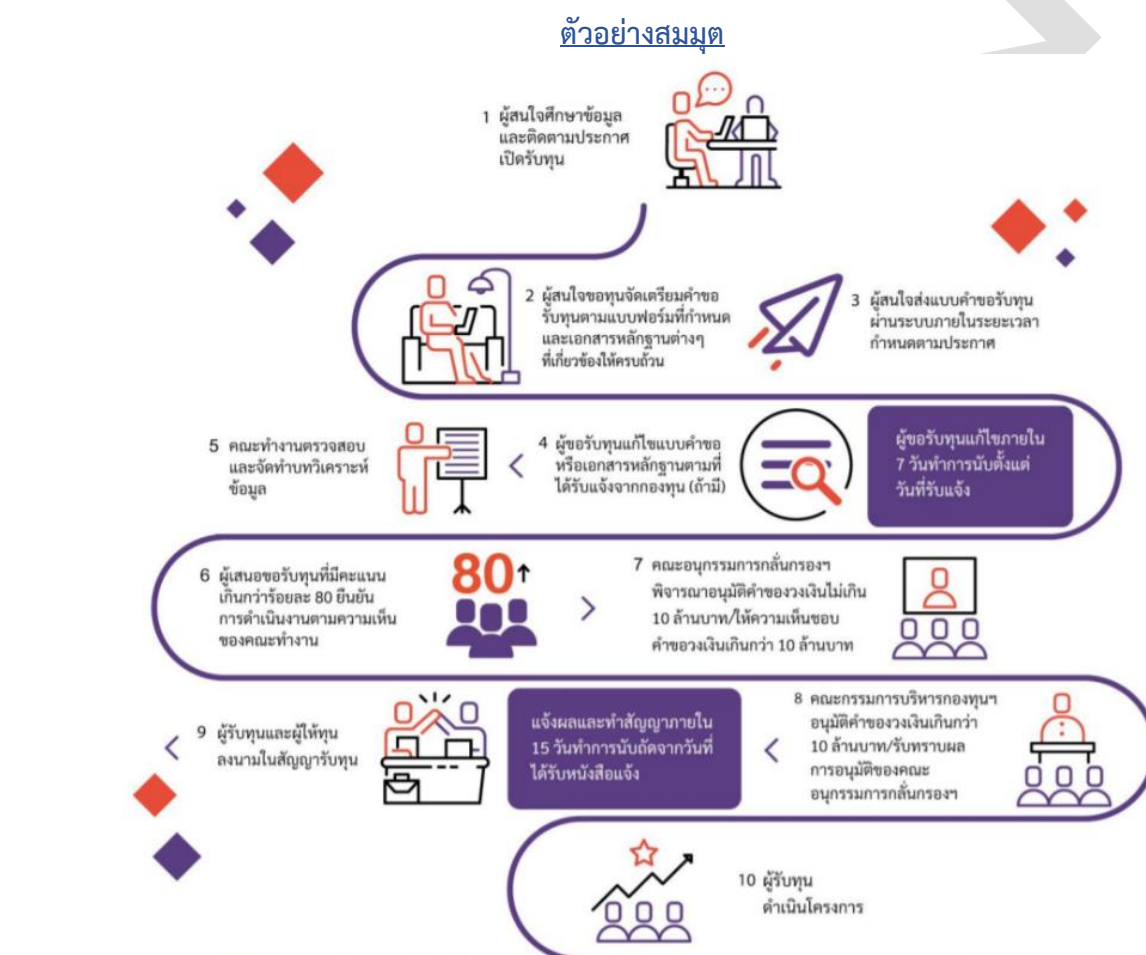 ตัวอย่างสมมุต
1 ผู้สนใจศึกษาข้อมูล
และติดตามประกาศ
เปิดรับทุน
2 ผู้สนใจขอทุนจัดเตรียมคำขอ
รับทุนตามแบบฟอร์มที่กำหนด
และเอกสารหลักฐานต่างๆ
ที่เกี่ยวข้องให้ครบถ้วน
3 ผู้สนใจส่งแบบคำขอรับทุน
ผ่านระบบภายในระยะเวลา
กำหนดตามประกาศ
ผู้ขอรับทุนแก้ไขภายใน
7 วันทำการนับตั้งแต่
วันที่รับแจ้ง
4 ผู้ขอรับทุนแก้ไขแบบคำขอ
หรือเอกสารหลักฐานตามที่
ได้รับแจ้งจากกองทุน (ถ้ามี)
5 คณะทำงานตรวจสอบ
และจัดทำบทวิเคราะห์
ข้อมูล
6 ผู้เสนอขอรับทุนที่มีคะแนน
เกินกว่าร้อยละ 80 ยืนยัน
การดำเนินงานตามความเห็น
ของคณะทำงาน
80
7 คณะอนุกรรมการกลั่นกรองฯ
พิจารณาอนุมัติคำของวงเงินไม่เกิน
10 ล้านบาท/ให้ความเห็นชอบ
คำขอวงเงินเกินกว่า 10 ล้านบาท
8 คณะกรรมการบริหารกองทุนฯ
อนุมัติคำของวงเงินเกินกว่า
10 ล้านบาท/รับทราบผล
การอนุมัติของคณะ
อนุกรรมการกลั่นกรองฯ
แจ้งผลและทำสัญญาภายใน
15 วันทำการนับถัดจากวันที่
ได้รับหนังสือแจ้ง
9 ผู้รับทุนและผู้ให้ทุน
ลงนามในสัญญารับทุน
10 ผู้รับทุน
ดำเนินโครงการ